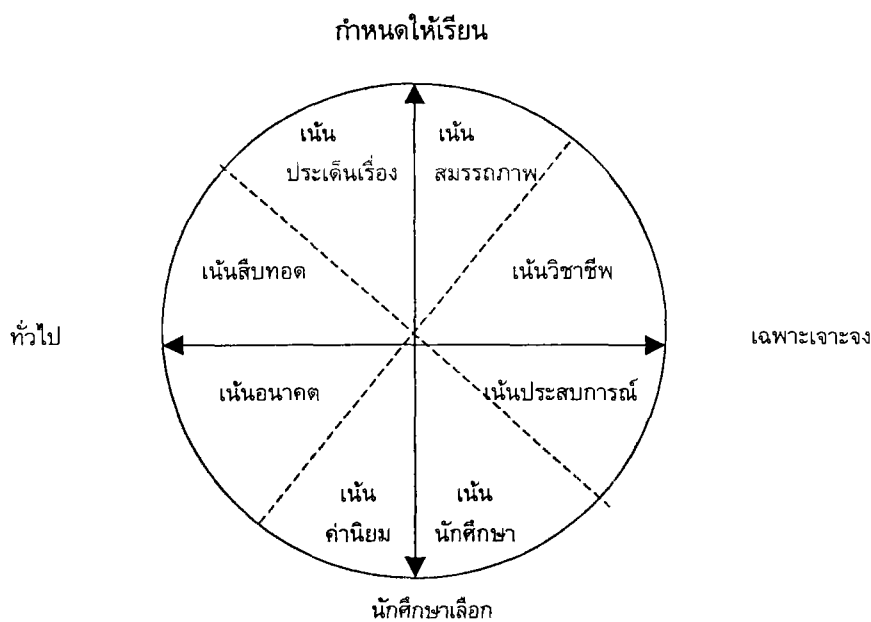 กำหนดให้เรียน
เน้น
ประเด็นเรื่อง
เน้น
สมรรถภาพ
เน้นสืบทอด
เน้นวิชาชีพ
ทั่วไป
เฉพาะเจาะจง
เน้นอนาคต
เน้นประสบการณ์
เน้น
ค่านิยม
เน้น
นักศึกษา
นักศึกษาเลือก